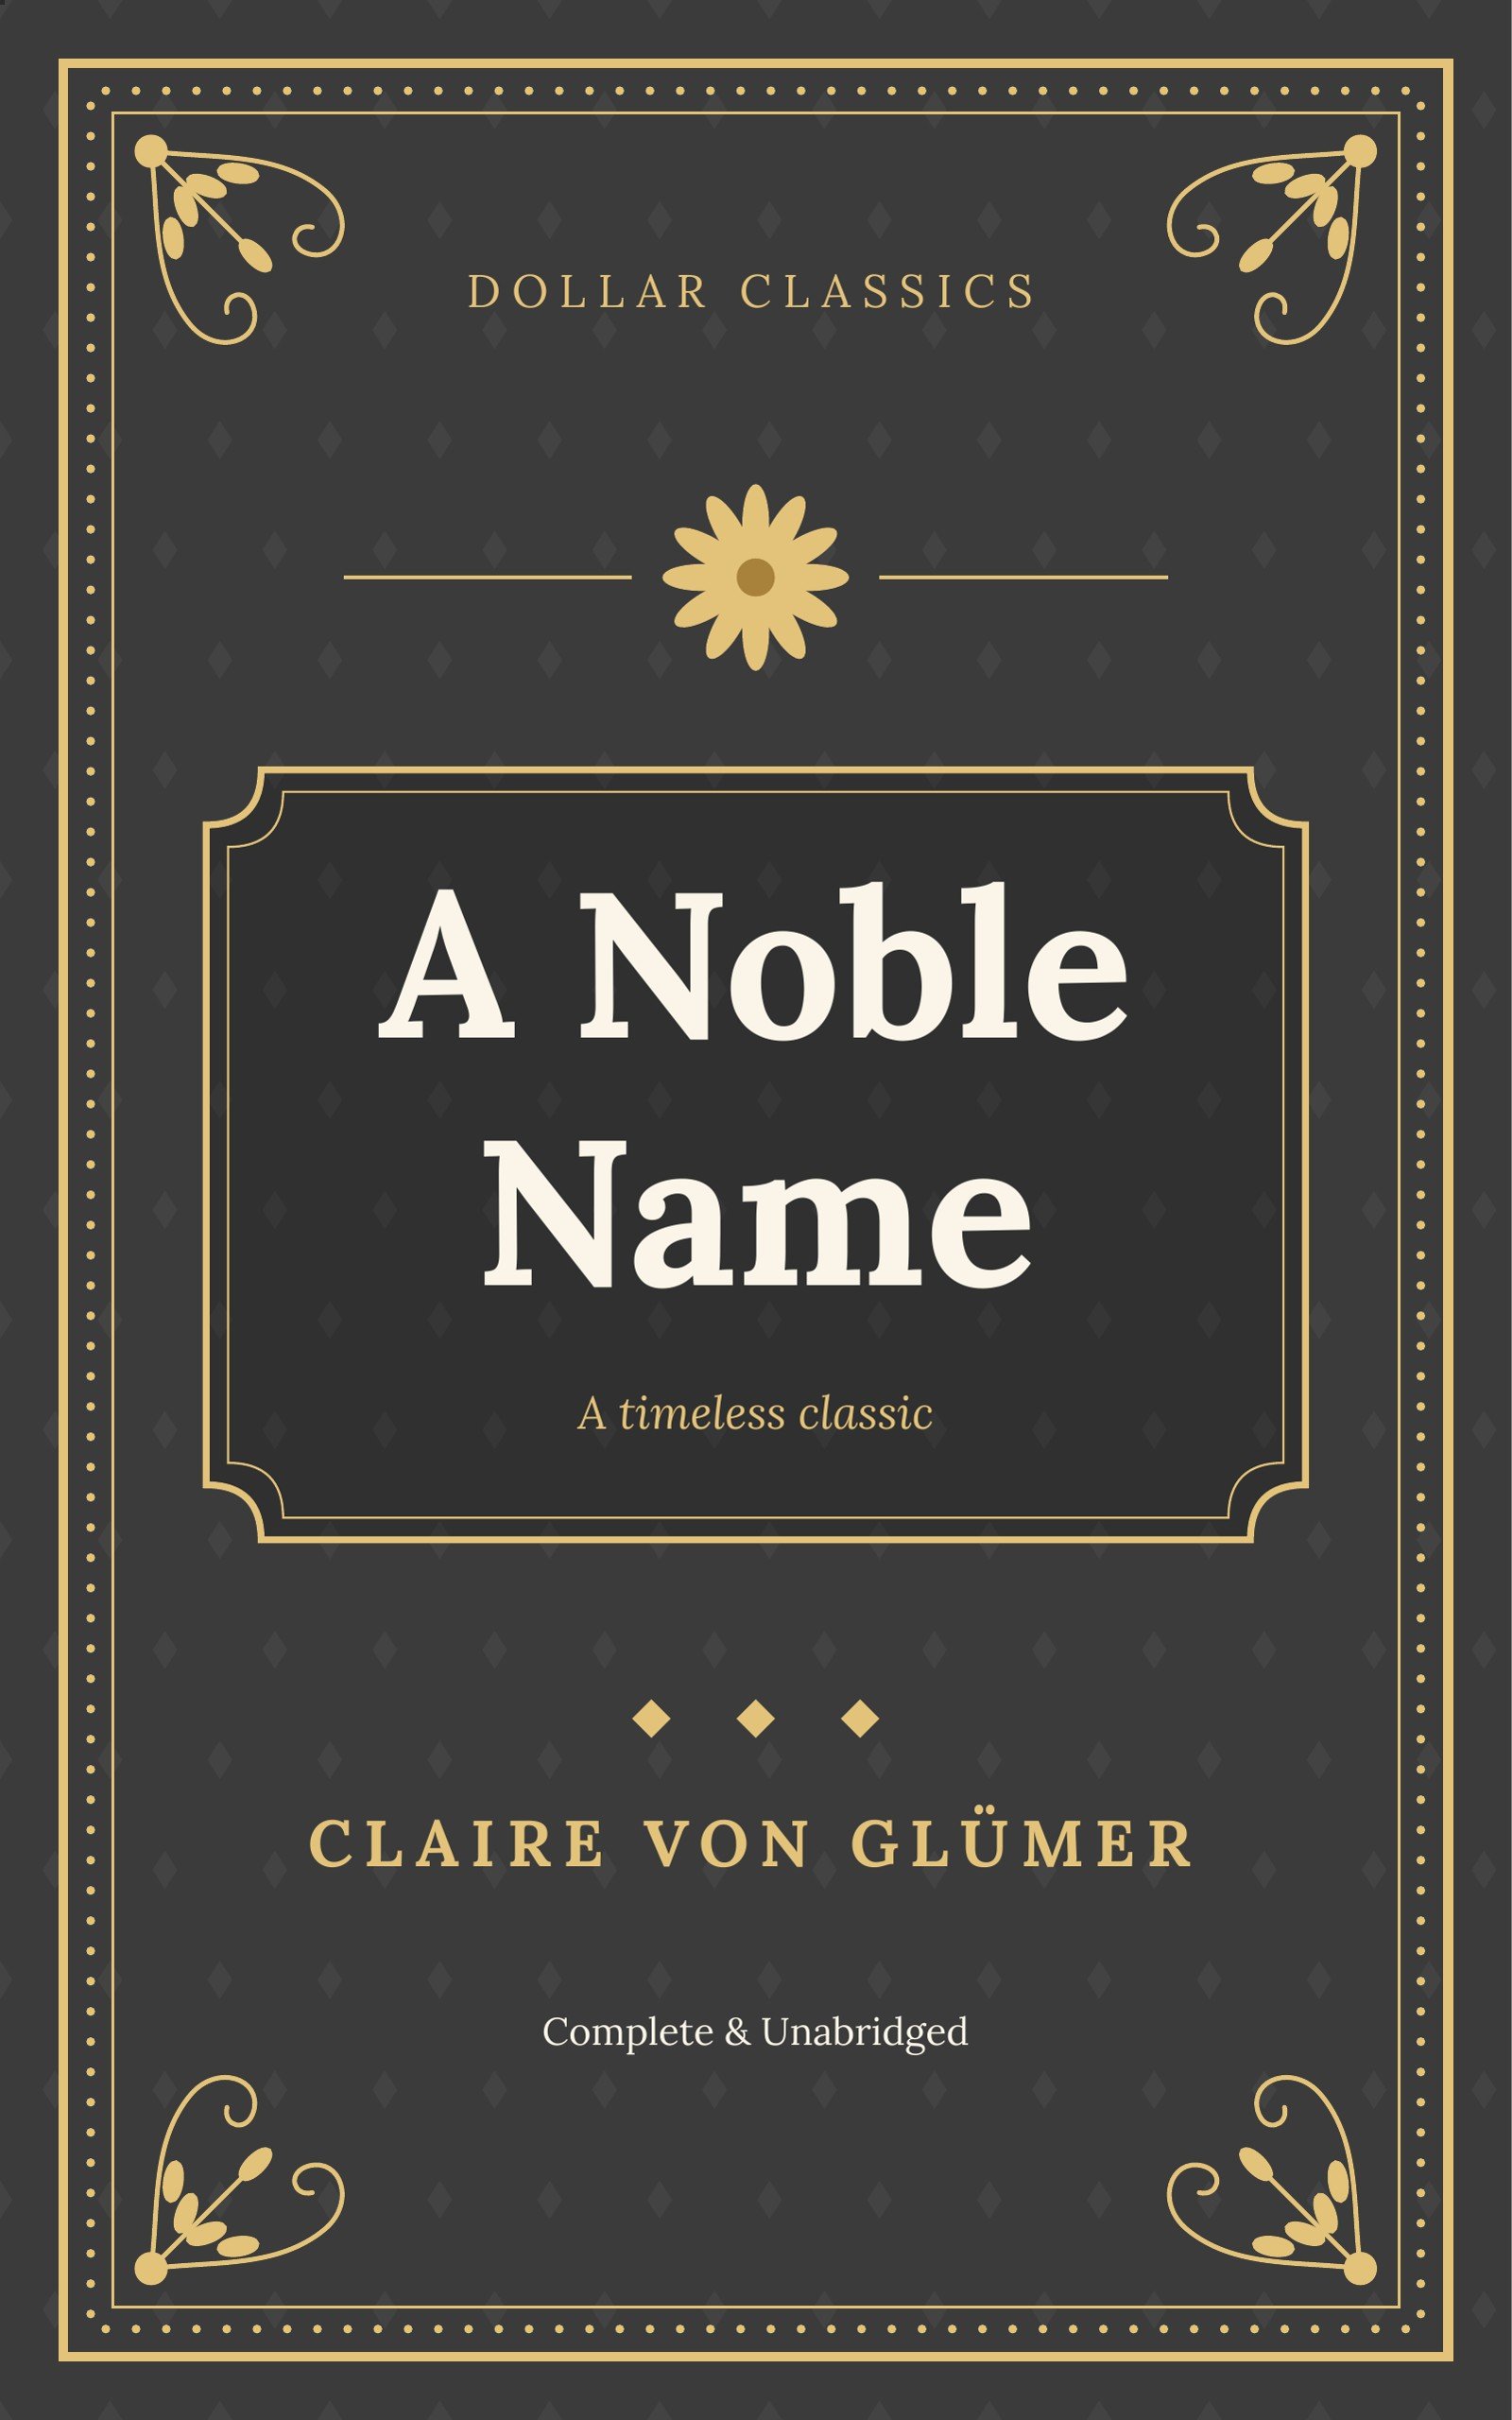 DOLLAR CLASSICS
A Noble
Name
A timeless classic
CLAIRE VON GLÜMER
Complete & Unabridged